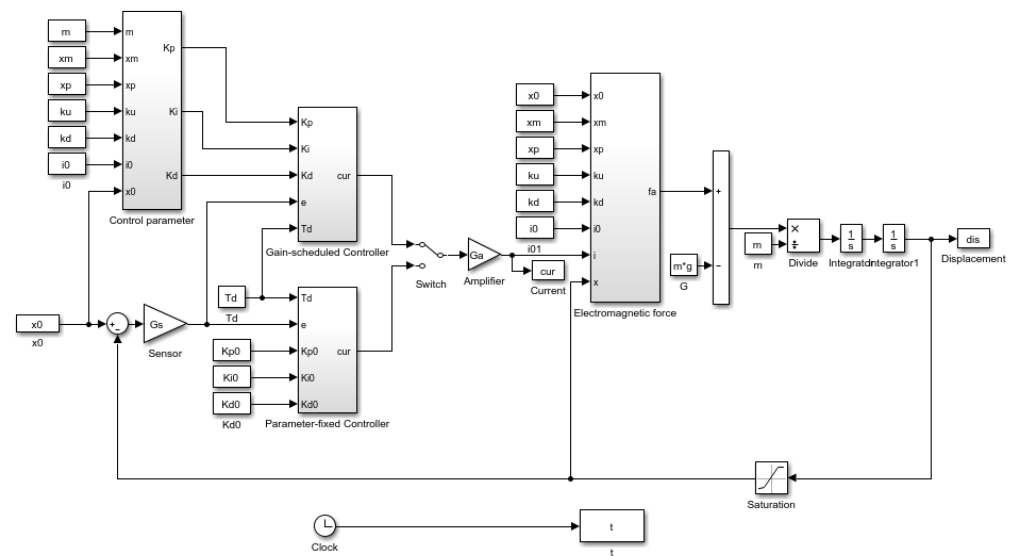 m
xm
xp
ku
kd
i0
i0
m
xm
xp
ku
kd
i0
x0
Kp
Ki
Kd
Control parameter
Kp
Ki
Kd
e
Td
cur
Gain-scheduled Controller
Td
Td
x0
x0
+
-
Gs
Sensor
Kp0
Ki0
Kd0
Kd0
Td
e
Kp0
Ki0
Kd0
cur
Parameter-fixed Controller
Switch
Ga
Amplifier
cur
Current
x0
xm
xp
ku
kd
i0
i01
x0
xm
xp
ku
kd
i0
i
x
fa
Electromagnetic force
m*g
G
+
-
m
m
×
÷
Divide
1
s
Integrator
1
s
Integrator1
dis
Displacement
Saturation
Clock
t
t